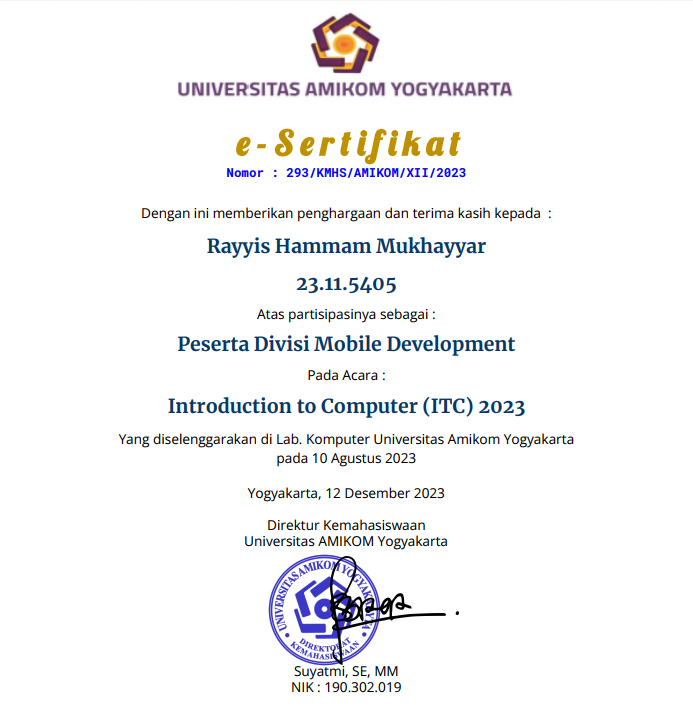 UNIVERSITAS AMIKOM YOGYAKARTA
e-Sertifikat
Nomor : 293/KMHS/AMIKOM/XII/2023
Dengan ini memberikan penghargaan dan terima kasih kepada :
Rayyis Hammam Mukhayyar
23.11.5405
Atas partisipasinya sebagai :
Peserta Divisi Mobile Development
Pada Acara :
Introduction to Computer (ITC) 2023
Yang diselenggarakan di Lab. Komputer Universitas Amikom Yogyakarta
pada 10 Agustus 2023
Yogyakarta, 12 Desember 2023
Direktur Kemahasiswaan
Universitas AMIKOM Yogyakarta
UNIVERSITAS AMIKOM YOGYAKARTA
DIREKTORAT
KEMAHASISWAAN
Suyatmi, SE, MM
NIK : 190.302.019